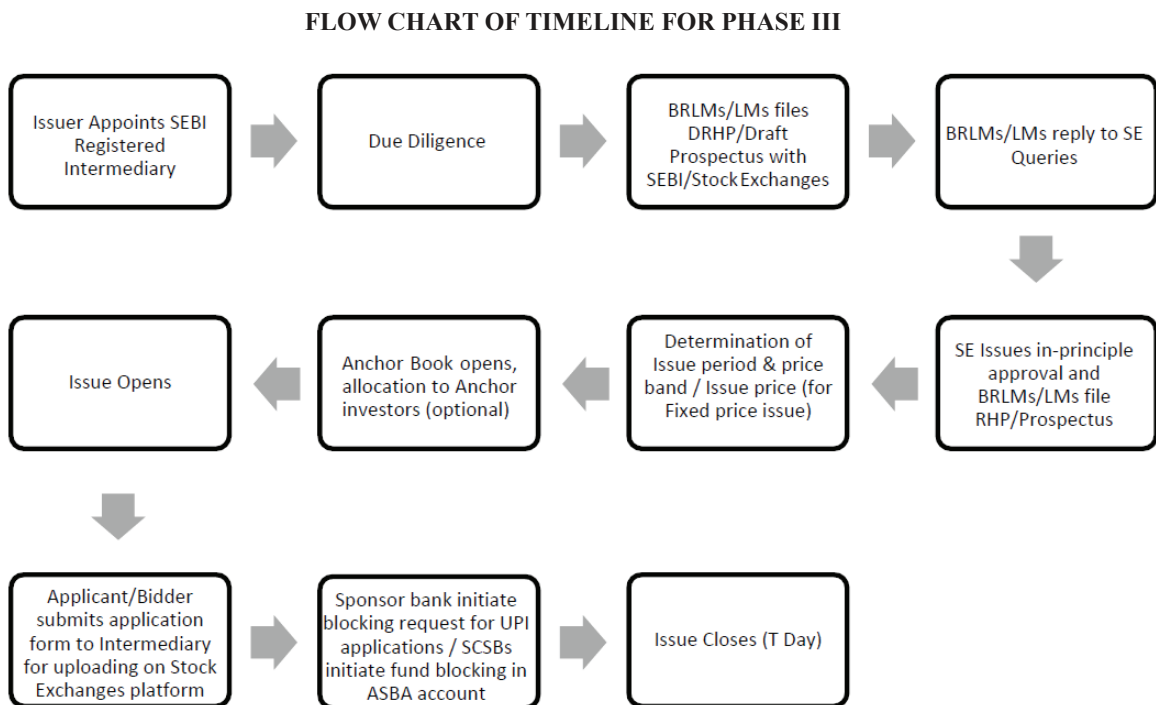 FLOW CHART OF TIMELINE FOR PHASE III
Issuer Appoints SEBI
Registered
Intermediary
Due Diligence
BRLMs/LMs files
DRHP/Draft
Prospectus with
SEBI/Stock Exchanges
BRLMs/LMs reply to SE
Queries
SE Issues in-principle
approval and
BRLMs/LMs file
RHP/Prospectus
Determination of
Issue period & price
band / Issue price (for
Fixed price issue)
Anchor Book opens,
allocation to Anchor
investors (optional)
Issue Opens
Applicant/Bidder
submits application
form to Intermediary
for uploading on Stock
Exchanges platform
Sponsor bank initiate
blocking request for UPI
applications / SCSBs
initiate fund blocking in
ASBA account
Issue Closes (T Day)